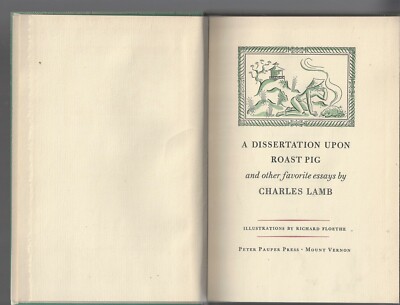 A DISSERTATION UPON
ROAST PIG
and other favorite essays by
CHARLES LAMB
ILLUSTRATIONS BY RICHARD FLOETHE
PETER PAUPER PRESS • MOUNT VERNON